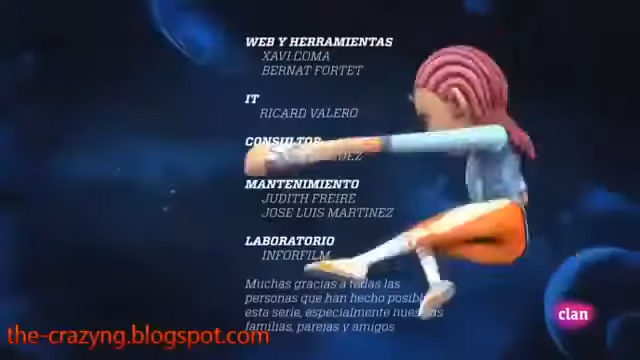 WEB Y HERRAMIENTAS
XAVI COMA
BERNAT FORTET
IT
RICARD VALERO
CONSULTOR
MANTENIMIENTO
JUDITH FREIRE
JOSE LUIS MARTINEZ
LABORATORIO
INFORFILM
Muchas gracias a todas las
personas que han hecho posible
esta serie, especialmente nuestras
familias, parejas y amigos
clan
the-crazyng.blogspot.com